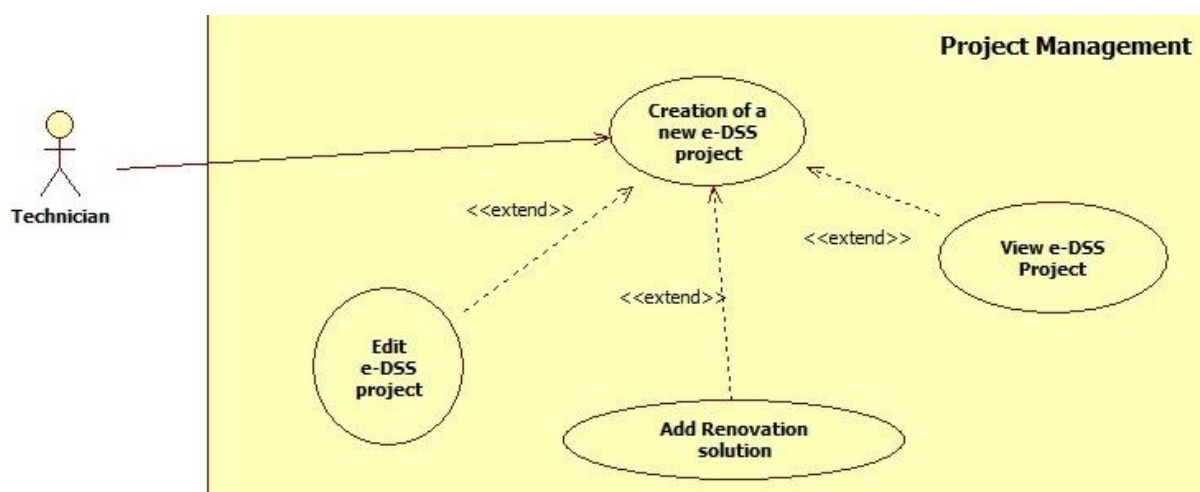 Project Management
Creation of a
new e-DSS
project
Technician
<<extend>>
<<extend>>
View e-DSS
Project
<<extend>>
Edit
e-DSS
project
Add Renovation
solution